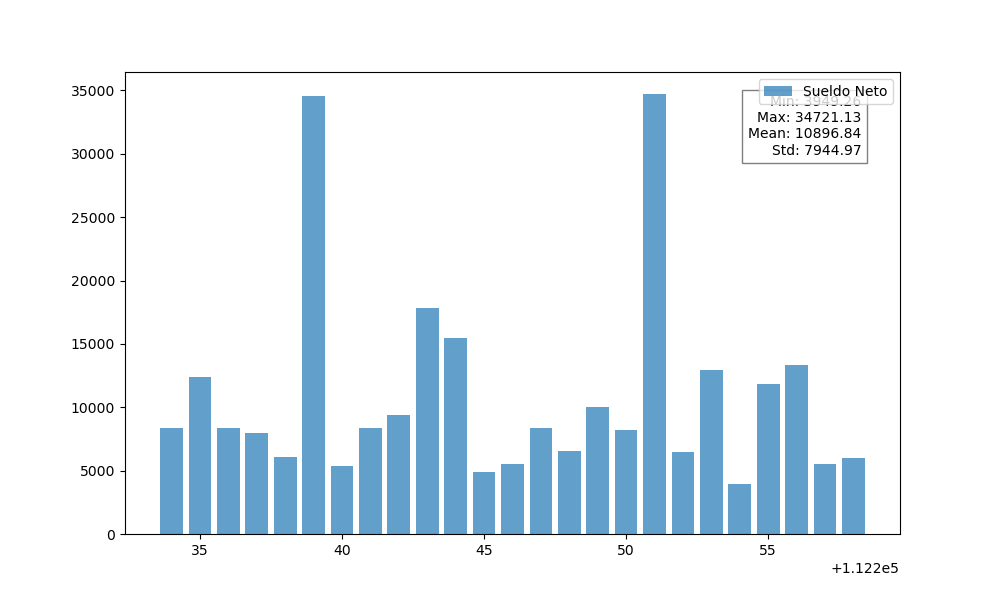 35000
30000
25000
20000
15000
10000
5000
0
35
40
45
50
55
+1.122e5
Sueldo Neto
Min: 3949.26
Max: 34721.13
Mean: 10896.84
Std: 7944.97